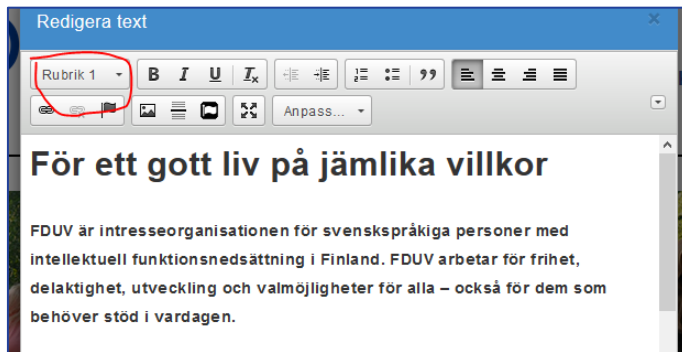 Redigera text ×
Rubrik 1 B I U Tx
Anpass...
För ett gott liv på jämlika villkor
FDUV är intresseorganisationen för svenskspråkiga personer med
intellektuell funktionsnedsättning i Finland. FDUV arbetar för frihet,
delaktighet, utveckling och valmöjligheter för alla – också för dem som
behöver stöd i vardagen.